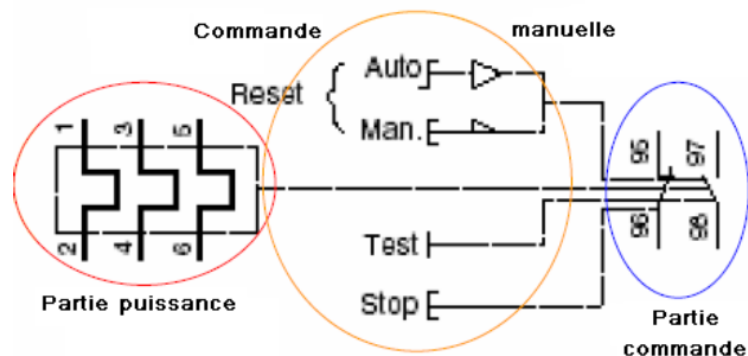 Commande manuelle
Auto
Reset
Man.
1 3 5
95 97
2 4 6
96 98
Test
Stop
Partie puissance
Partie
commande